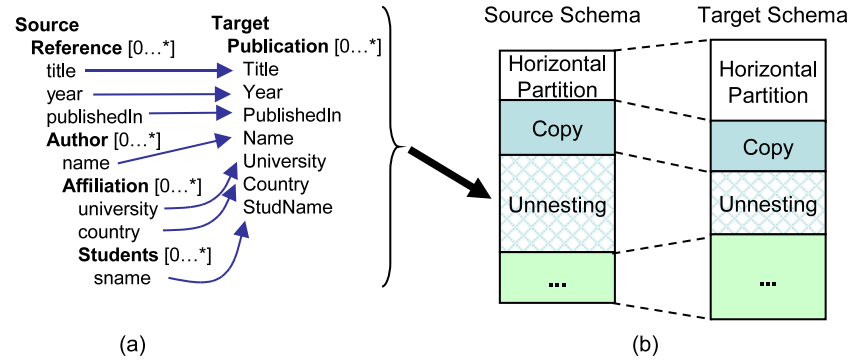 Source
Reference [0...*]
title
year
publishedIn
Author [0...*]
name
Affiliation [0...*]
university
country
Students [0...*]
sname
Target
Publication [0...*]
Title
Year
PublishedIn
Name
University
Country
StudName
(a)
Source Schema
Horizontal
Partition
Copy
Unnesting
...
Target Schema
Horizontal
Partition
Copy
Unnesting
...
(b)